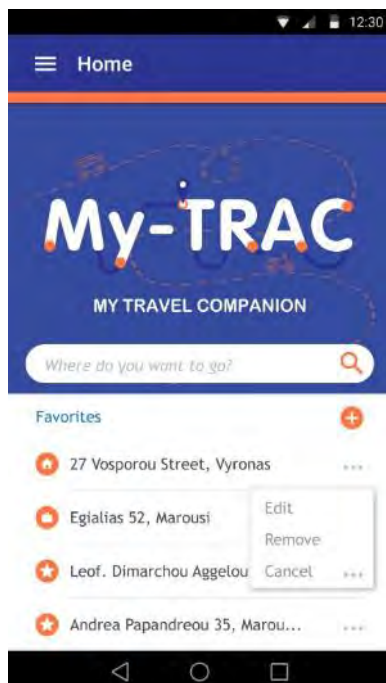 12:30
Home
My-TRAC
MY TRAVEL COMPANION
Where do you want to go?
Favorites
27 Vosporou Street, Vyronas
Egialias 52, Marousi
Edit
Remove
Leof. Dimarchou Aggelou
Cancel
Andrea Papandreou 35, Marou...